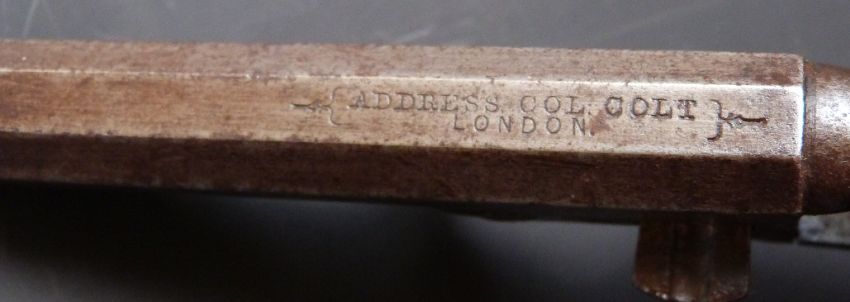 ADDRESS. COL. COLT
LONDON.